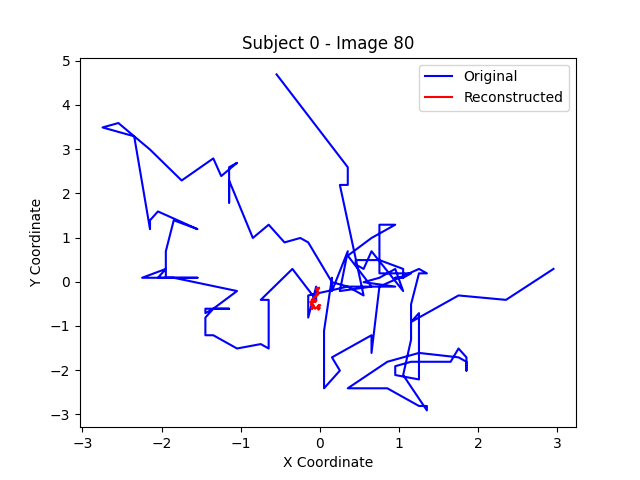 Subject 0 - Image 80
Original
Reconstructed
Y Coordinate
5
4
3
2
1
0
−1
−2
−3
−3 −2 −1 0 1 2 3
X Coordinate